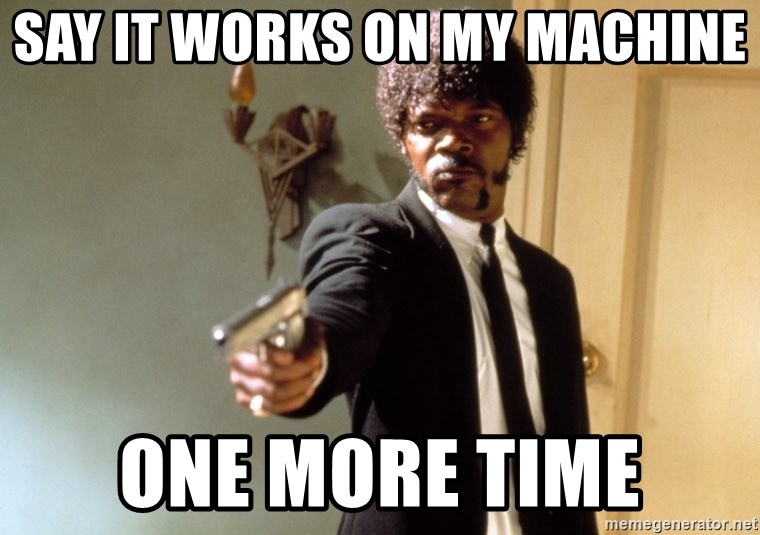 SAY IT WORKS ON MY MACHINE
ONE MORE TIME
memegenerator.net